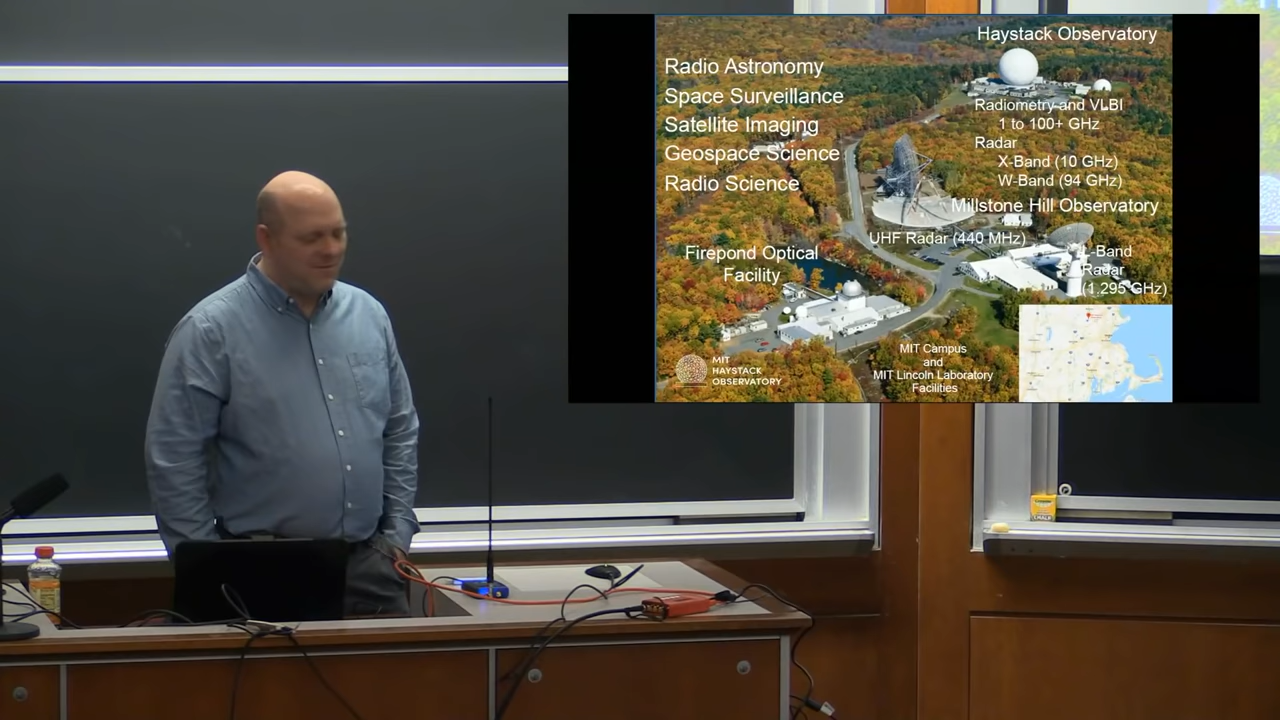 Haystack Observatory
Radio Astronomy
Space Surveillance
Satellite Imaging
Geospace Science
Radio Science
Radiometry and VLBI
1 to 100+ GHz
Radar
X-Band (10 GHz)
W-Band (94 GHz)
Millstone Hill Observatory
UHF Radar (440 MHz)
L-Band
Radar
(1.295 GHz)
Firepond Optical
Facility
MIT Campus
and
MIT Lincoln Laboratory
Facilities
MIT
HAYSTACK
OBSERVATORY
CHALK